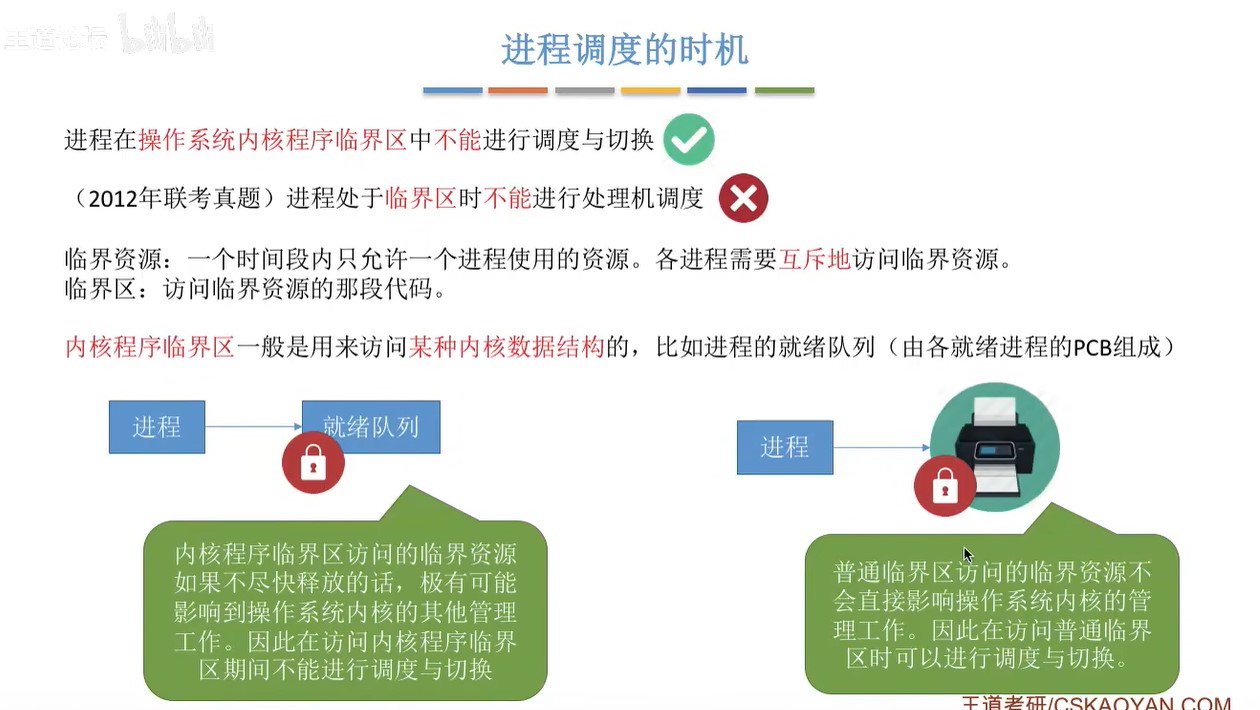 王道论坛 bilibili
进程调度的时机
进程在操作系统内核程序临界区中不能进行调度与切换
（2012年联考真题）进程处于临界区时不能进行处理机调度
临界资源：一个时间段内只允许一个进程使用的资源。各进程需要互斥地访问临界资源。
临界区：访问临界资源的那段代码。
内核程序临界区一般是用来访问某种内核数据结构的，比如进程的就绪队列（由各就绪进程的PCB组成）
进程
就绪队列
进程
内核程序临界区访问的临界资源
如果不尽快释放的话，极有可能
影响到操作系统内核的其他管理
工作。因此在访问内核程序临界
区期间不能进行调度与切换
普通临界区访问的临界资源不
会直接影响操作系统内核的管
理工作。因此在访问普通临界
区时可以进行调度与切换。
王道考研/CSKAOYAN.COM